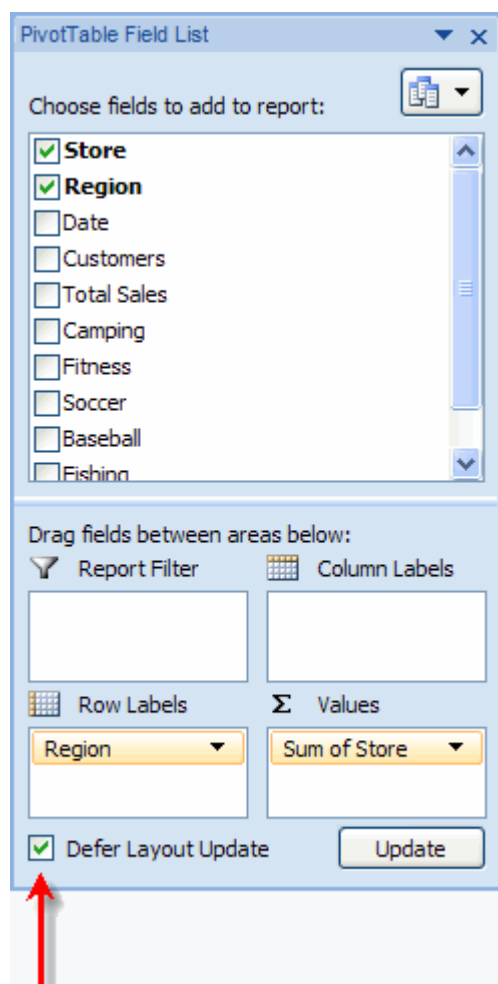 PivotTable Field List
Choose fields to add to report:
Store
Region
Date
Customers
Total Sales
Camping
Fitness
Soccer
Baseball
Fishing
Drag fields between areas below:
Report Filter
Column Labels
Row Labels
Σ Values
Region
Sum of Store
Defer Layout Update
Update